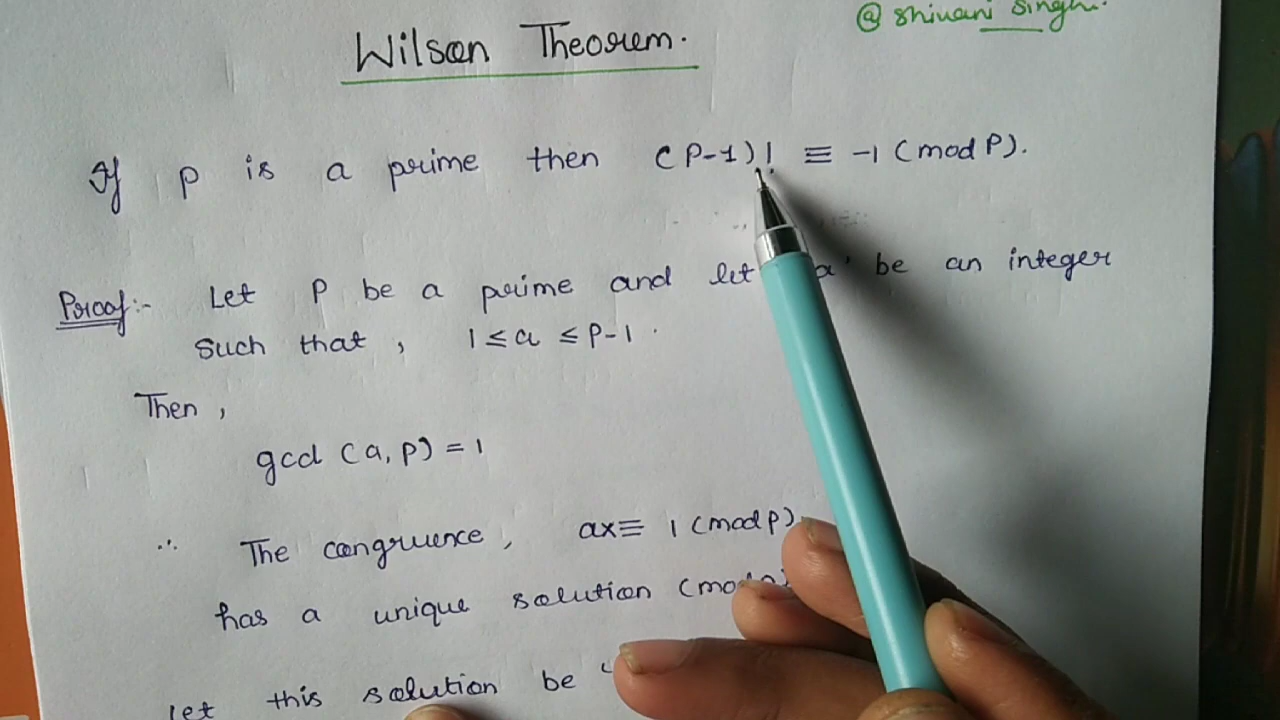 @ Shivani Singh.
Wilson Theorem.
If p is a prime then (P-1)! ≡ -1 (mod P).
Proof:- Let P be a prime and let a' be an integer
Such that, 1 ≤ a ≤ P-1.
Then,
gcd (a, p) = 1
∴ The congruence, ax ≡ 1 (mod p)
has a unique solution
Let this solution be '